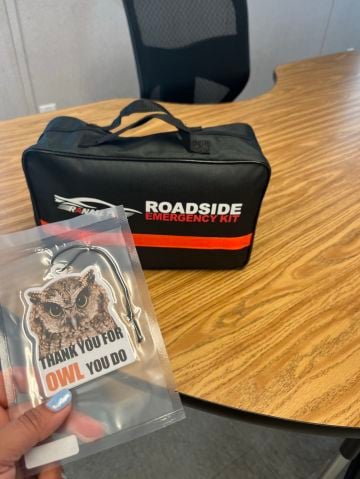 ROADSIDE
EMERGENCY KIT
THANK YOU FOR
OWL YOU DO